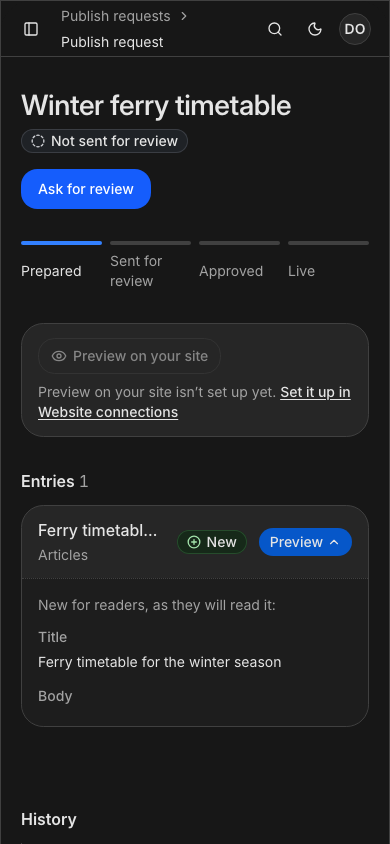 Publish requests
Publish request
DO
Winter ferry timetable
Not sent for review
Ask for review
Prepared
Sent for
review
Approved
Live
Preview on your site
Preview on your site isn’t set up yet. Set it up in
Website connections
Entries 1
Ferry timetabl...
Articles
New
Preview
New for readers, as they will read it:
Title
Ferry timetable for the winter season
Body
History